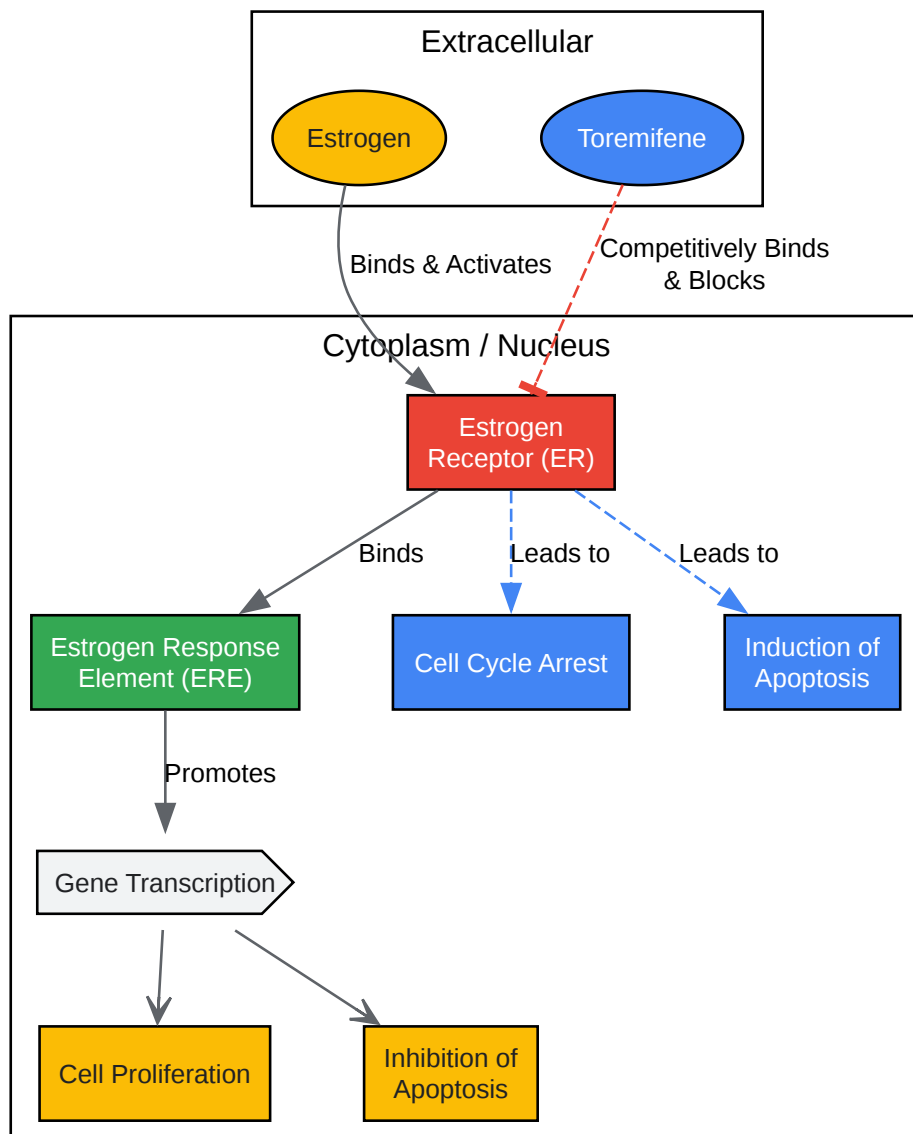 Extracellular
Estrogen
Toremifene
Binds & Activates
Competitively Binds
& Blocks
Cytoplasm / Nucleus
Estrogen
Receptor (ER)
Binds
Leads to
Leads to
Estrogen Response
Element (ERE)
Cell Cycle Arrest
Induction of
Apoptosis
Promotes
Gene Transcription
Cell Proliferation
Inhibition of
Apoptosis